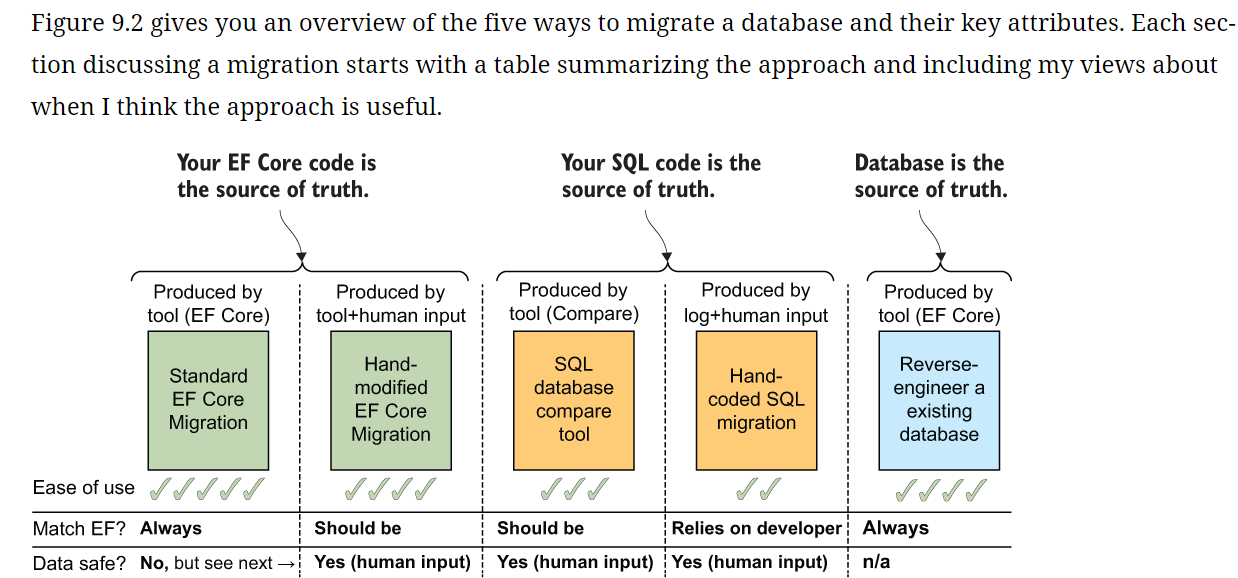 Figure 9.2 gives you an overview of the five ways to migrate a database and their key attributes. Each sec-
tion discussing a migration starts with a table summarizing the approach and including my views about
when I think the approach is useful.
Your EF Core code is
the source of truth.
Your SQL code is the
source of truth.
Database is the
source of truth.
Produced by
tool (EF Core)
Produced by
tool+human input
Produced by
tool (Compare)
Produced by
log+human input
Produced by
tool (EF Core)
Standard
EF Core
Migration
Hand-
modified
EF Core
Migration
SQL
database
compare
tool
Hand-
coded SQL
migration
Reverse-
engineer a
existing
database
Ease of use ✓✓✓✓✓ ✓✓✓✓ ✓✓✓ ✓✓ ✓✓✓✓
Match EF? Always Should be Should be Relies on developer Always
Data safe? No, but see next → Yes (human input) Yes (human input) Yes (human input) n/a